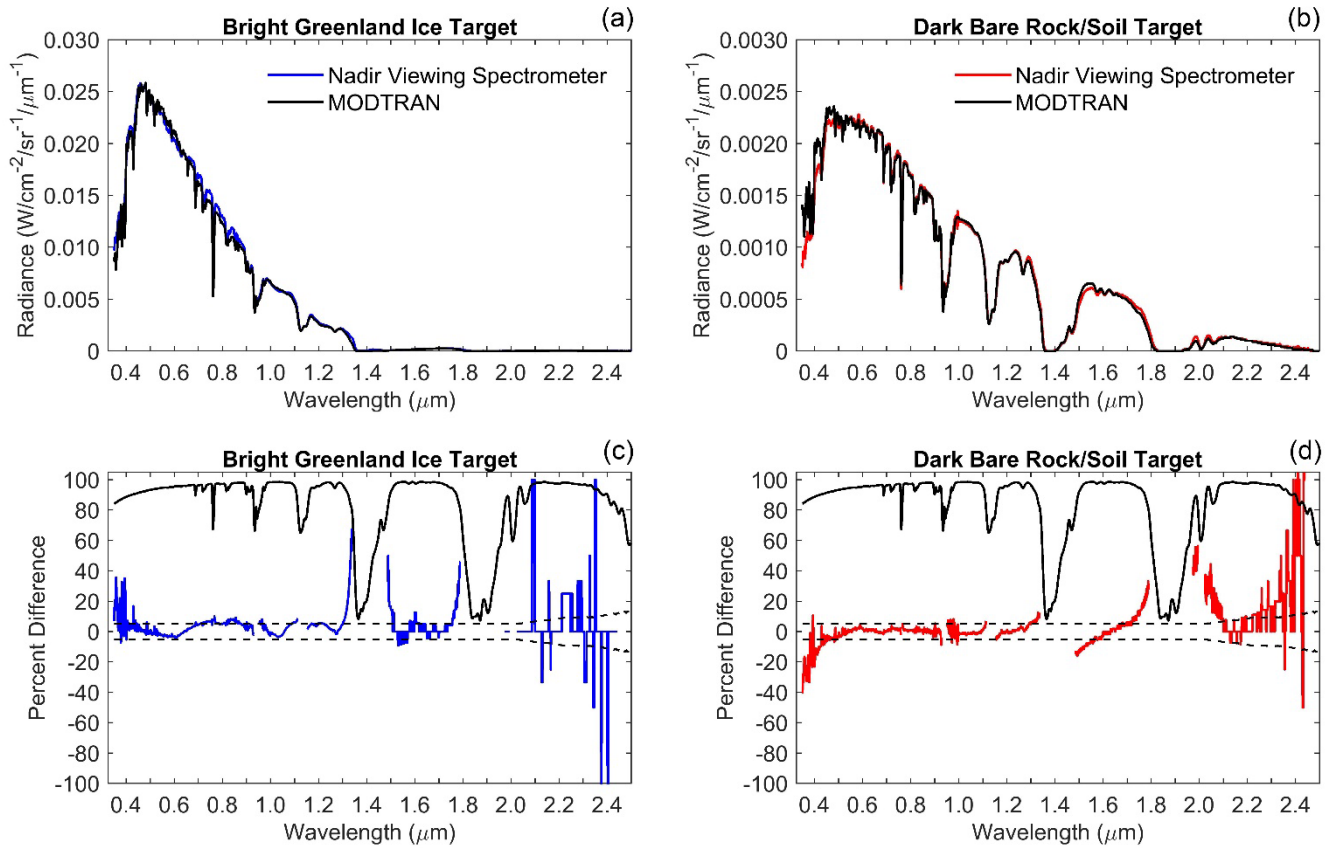 (a)
Bright Greenland Ice Target
0.030
0.025
0.020
0.015
0.010
0.005
0
Radiance (W/cm⁻²/sr⁻¹/μm⁻¹)
Nadir Viewing Spectrometer
MODTRAN
0.4 0.6 0.8 1.0 1.2 1.4 1.6 1.8 2.0 2.2 2.4
Wavelength (μm)
(b)
Dark Bare Rock/Soil Target
0.0030
0.0025
0.0020
0.0015
0.0010
0.0005
0
Radiance (W/cm⁻²/sr⁻¹/μm⁻¹)
Nadir Viewing Spectrometer
MODTRAN
0.4 0.6 0.8 1.0 1.2 1.4 1.6 1.8 2.0 2.2 2.4
Wavelength (μm)
(c)
Bright Greenland Ice Target
100
80
60
40
20
0
-20
-40
-60
-80
-100
Percent Difference
0.4 0.6 0.8 1.0 1.2 1.4 1.6 1.8 2.0 2.2 2.4
Wavelength (μm)
(d)
Dark Bare Rock/Soil Target
100
80
60
40
20
0
-20
-40
-60
-80
-100
Percent Difference
0.4 0.6 0.8 1.0 1.2 1.4 1.6 1.8 2.0 2.2 2.4
Wavelength (μm)